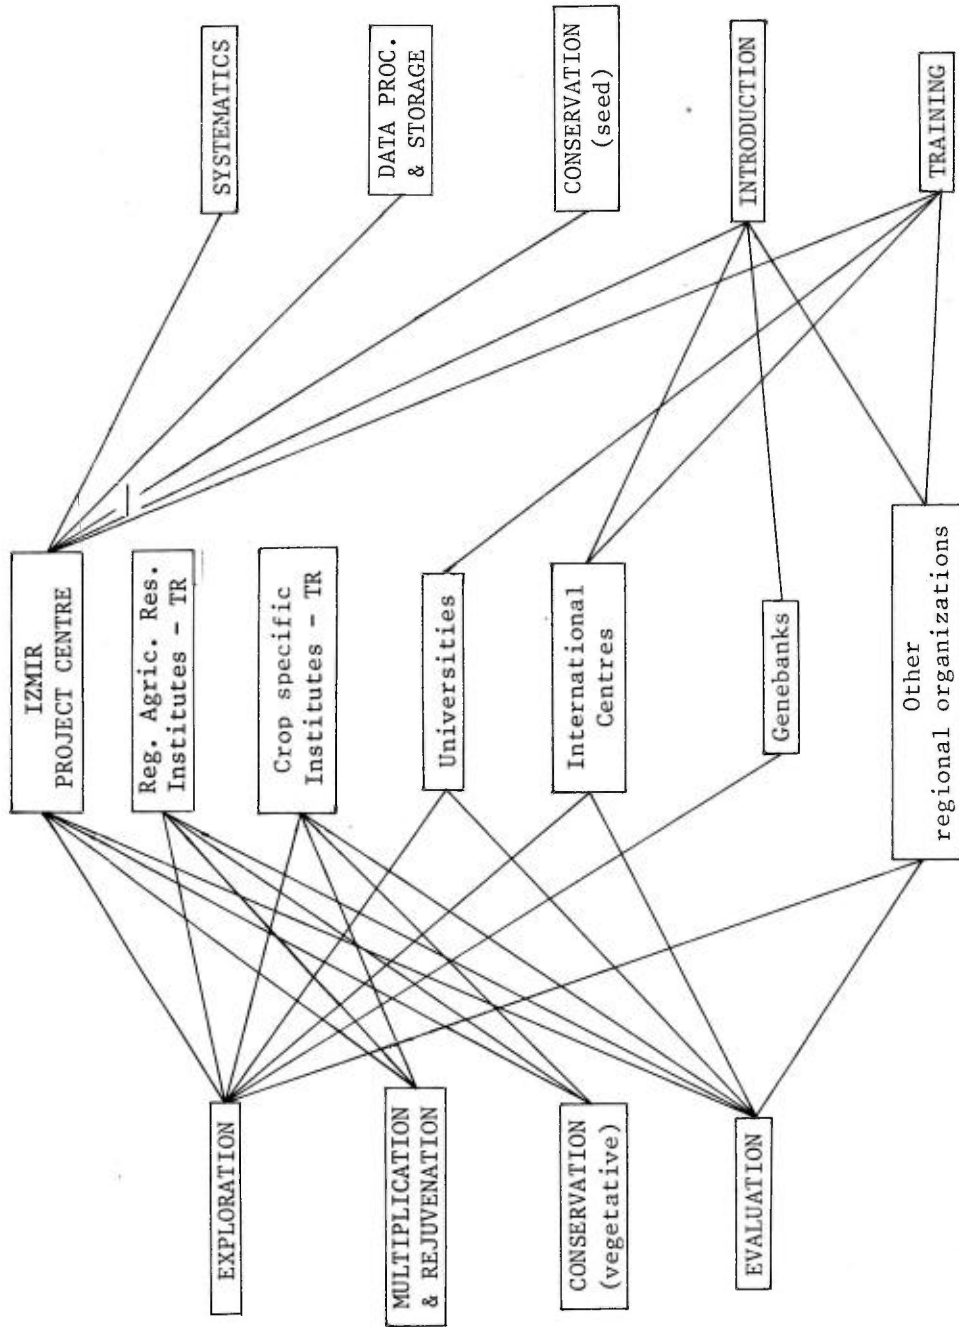 EXPLORATION
MULTIPLICATION
& REJUVENATION
CONSERVATION
(vegetative)
EVALUATION
IZMIR
PROJECT CENTRE
Reg. Agric. Res.
Institutes - TR
Crop specific
Institutes - TR
Universities
International
Centres
Genebanks
Other
regional organizations
SYSTEMATICS
DATA PROC.
& STORAGE
CONSERVATION
(seed)
INTRODUCTION
TRAINING